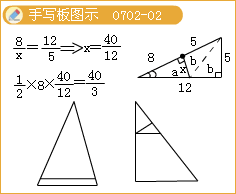 手写板图示 0702-02
8/x = 12/5 ⇒ x = 40/12
5
8
b
5
a
b
12
1/2 × 8 × 40/12 = 40/3